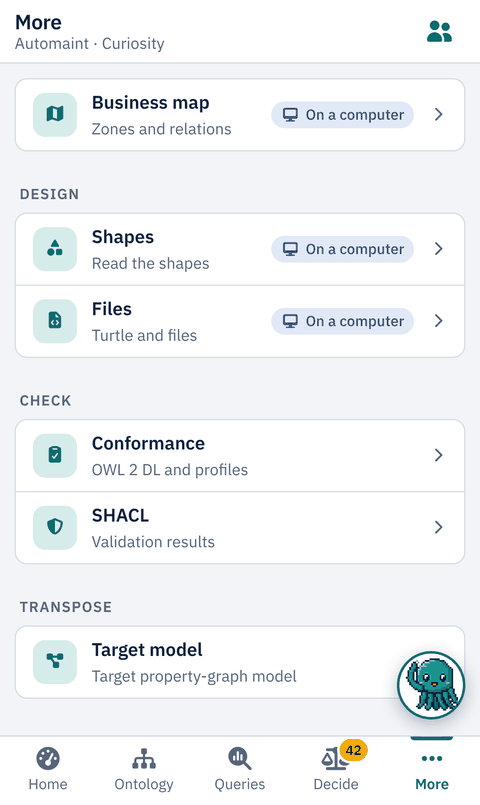 More
Automaint · Curiosity
Business map
Zones and relations
On a computer
DESIGN
Shapes
Read the shapes
On a computer
Files
Turtle and files
On a computer
CHECK
Conformance
OWL 2 DL and profiles
SHACL
Validation results
TRANSPOSE
Target model
Target property-graph model
42
Home
Ontology
Queries
Decide
More